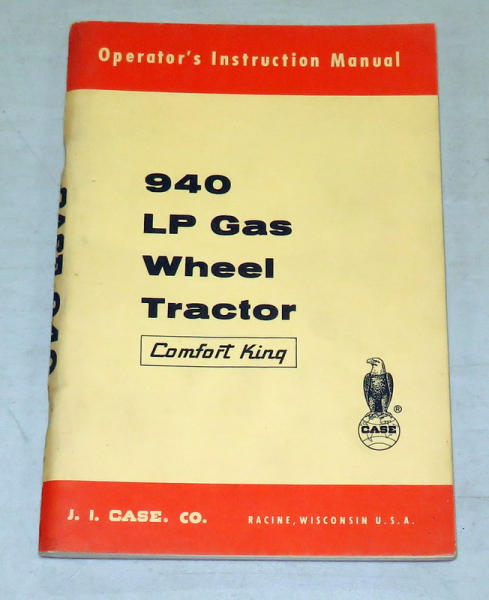 Operator's Instruction Manual
940
LP Gas
Wheel
Tractor
Comfort King
CASE
®
J. I. CASE. CO.
RACINE, WISCONSIN U.S.A.